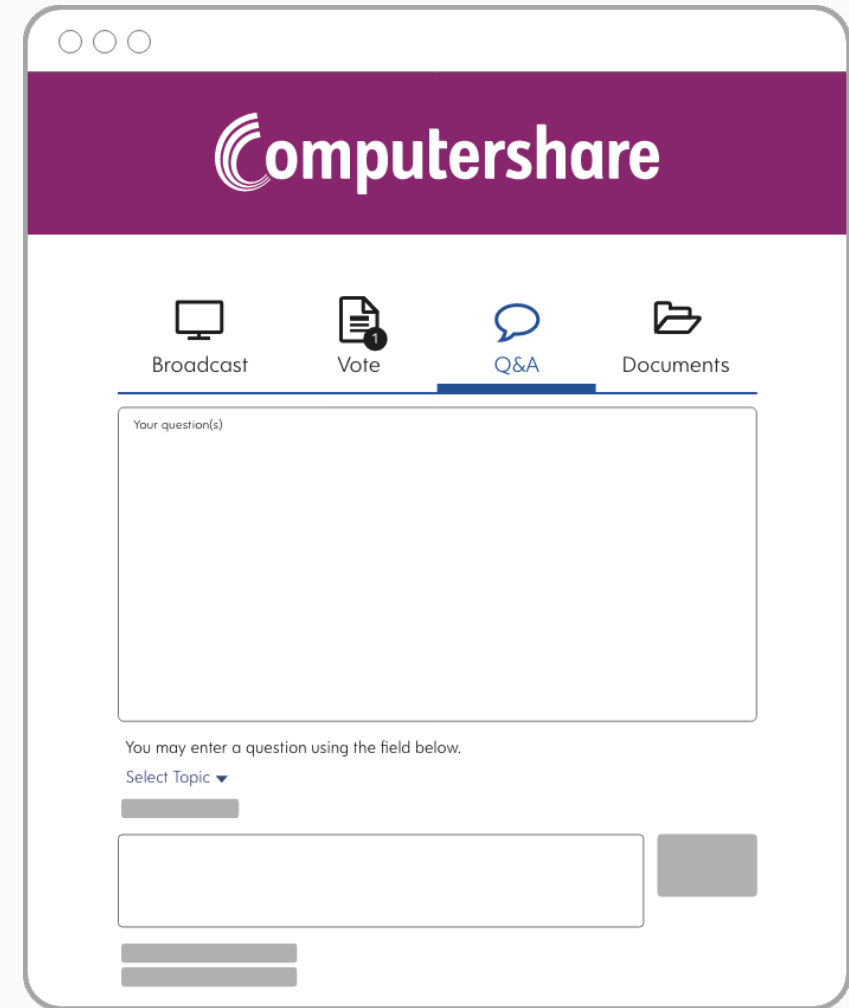 Computershare
1
Broadcast Vote Q&A Documents
Your question(s)
You may enter a question using the field below.
Select Topic